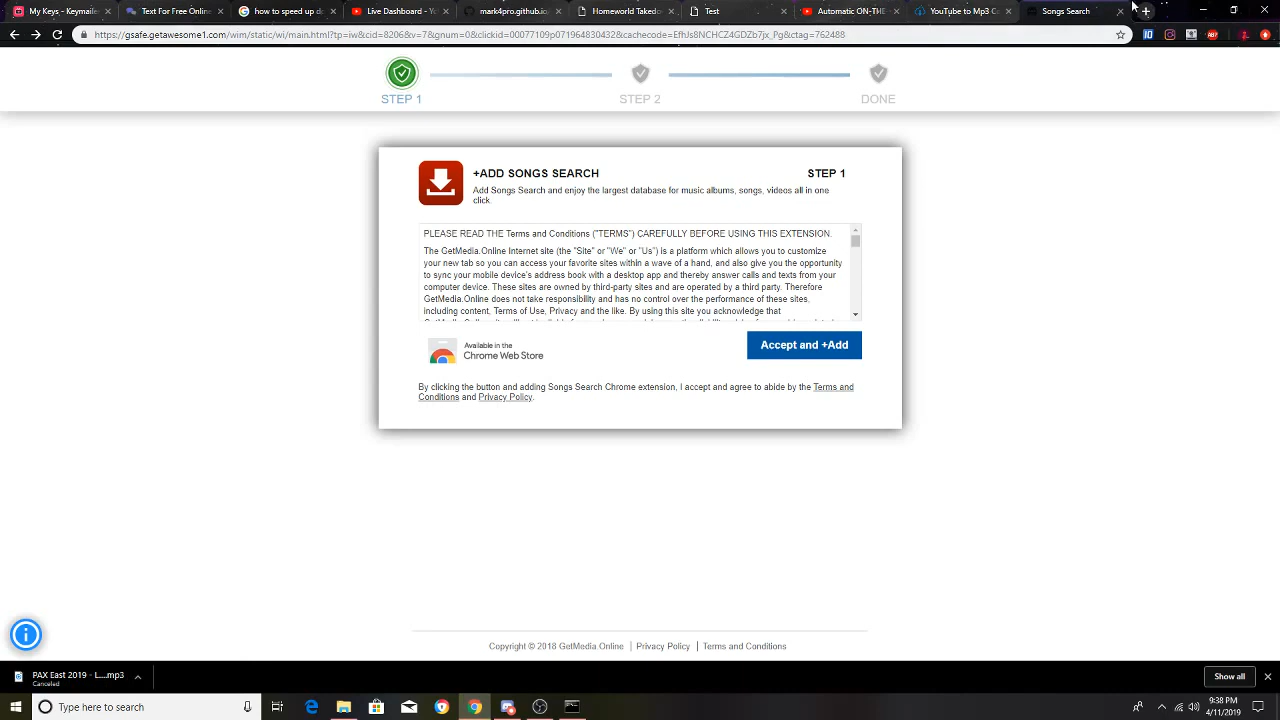 My Keys - Keymaile
Text For Free Online
how to speed up do
Live Dashboard - Yo
mark4pro.github.io/
Homeworld Takedow
Test
Automatic ON-THE-
YouTube to Mp3 Co
Songs Search
https://gsafe.getawesome1.com/wim/static/wi/main.html?tp=iw&cid=8206&v=7&gnum=0&clickid=00077109p071964830432&cachecode=EfhJs8NCHCZ4GDZb7jx_Pg&ctag=762488
STEP 1
STEP 2
DONE
+ADD SONGS SEARCH
STEP 1
Add Songs Search and enjoy the largest database for music albums, songs, videos all in one
click.
PLEASE READ THE Terms and Conditions ("TERMS") CAREFULLY BEFORE USING THIS EXTENSION.
The GetMedia.Online Internet site (the "Site" or "We" or "Us") is a platform which allows you to customize
your new tab so you can access your favorite sites within a wave of a hand, and also give you the opportunity
to sync your mobile device's address book with a desktop app and thereby answer calls and texts from your
computer device. These sites are owned by third-party sites and are operated by a third party. Therefore
GetMedia.Online does not take responsibility and has no control over the performance of these sites,
including content, Terms of Use, Privacy and the like. By using this site you acknowledge that
Available in the
Chrome Web Store
Accept and +Add
By clicking the button and adding Songs Search Chrome extension, I accept and agree to abide by the Terms and
Conditions and Privacy Policy.
Copyright © 2018 GetMedia.Online | Privacy Policy | Terms and Conditions
PAX East 2019 - L....mp3
Canceled
Show all
Type here to search
9:38 PM
4/11/2019